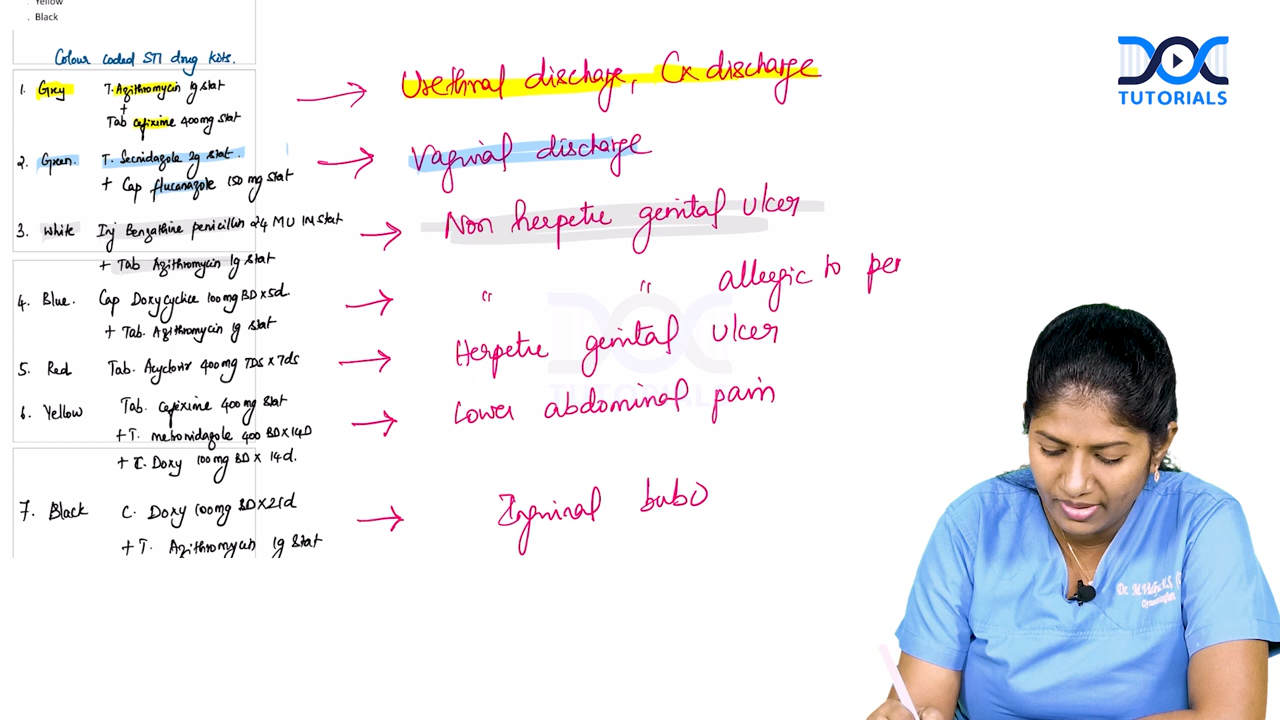 . Yellow
. Black
Colour coded STI drug kits.
1. Grey T. Azithromycin 1g stat
+
Tab cefixime 400mg stat
→ Urethral discharge, Cx discharge
2. Green. T. Secnidazole 2g stat.
+ Cap flucanazole 150 mg stat
→ Vaginal discharge
3. White Inj Benzathine penicillin 2.4 MU IM stat
+ Tab Azithromycin 1g stat
→ Non herpetic genital ulcer
4. Blue. Cap Doxycyclice 100mg BD x 5d.
+ Tab. Azithromycin 1g stat
→ " " allergic to pen
5. Red Tab. Acyclovir 400mg TDS x 7ds
→ Herpetic genital ulcer
6. Yellow Tab. cefixime 400mg stat
+ T. metronidazole 400 BD x 14D
+ C. Doxy 100mg BD x 14d.
→ Lower abdominal pain
7. Black C. Doxy 100mg BD x 21d
+ T. Azithromycin 1g stat
→ Inguinal bubo
DOC
TUTORIALS
Dr. M.